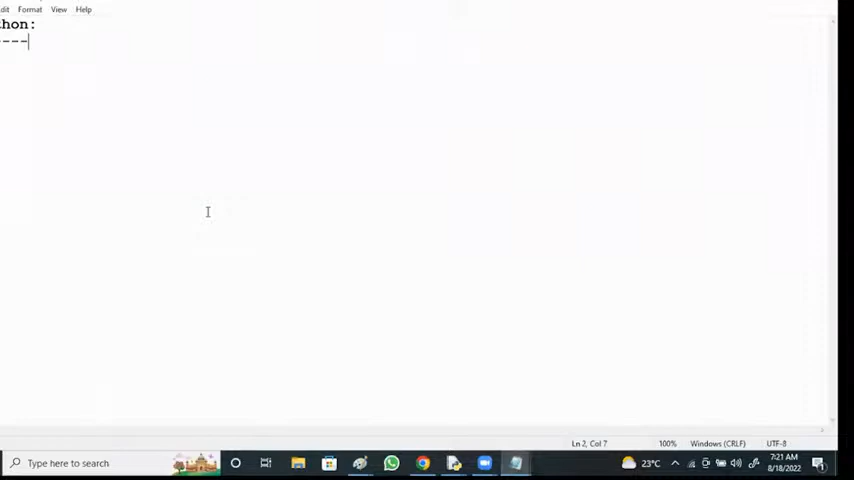 dit Format View Help
thon:
----
Ln 2, Col 7 100% Windows (CRLF) UTF-8
Type here to search 23°C 7:21 AM
8/18/2022 1